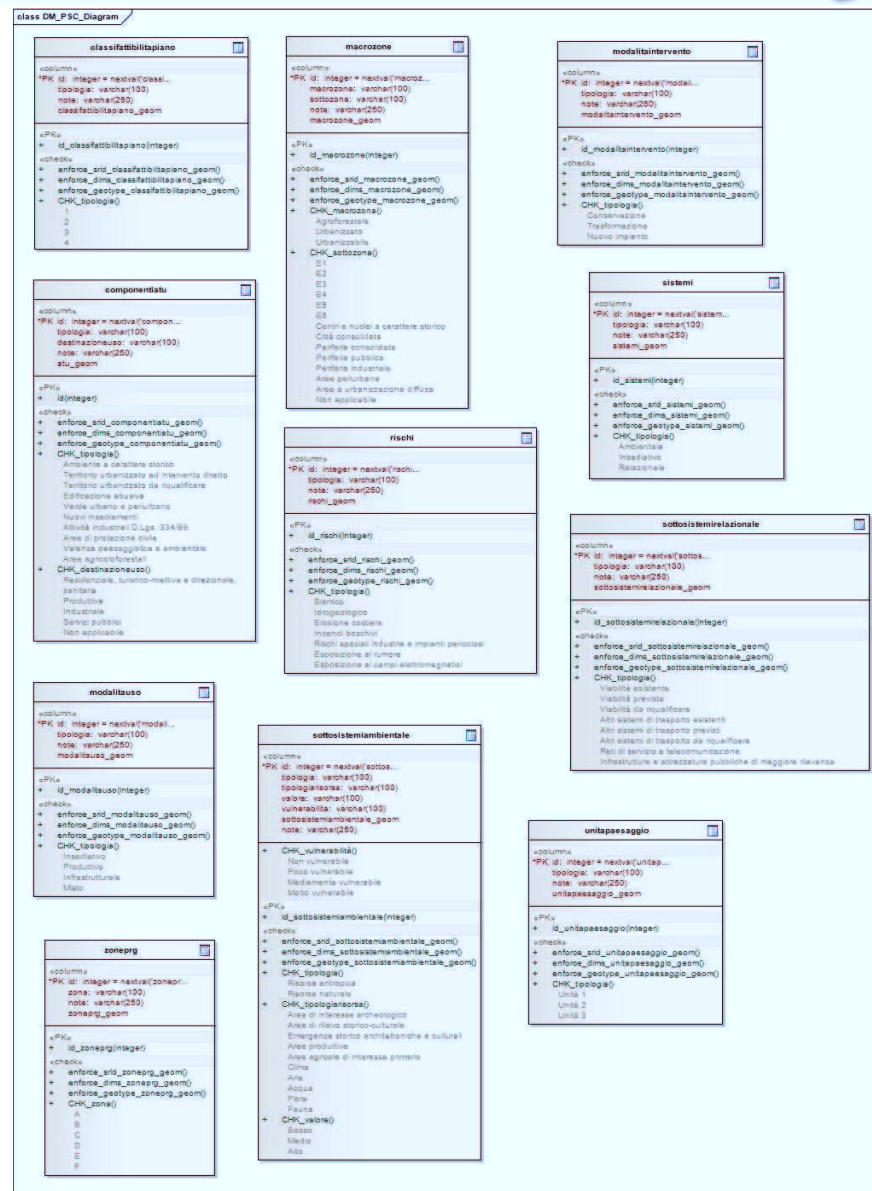 class DM_PSC_Diagram
classifattibilitapiano
«column»
*PK id: integer = nextval('classi...
tipologia: varchar(100)
note: varchar(250)
classifattibilitapiano_geom
«PK»
+ id_classifattibilitapiano(integer)
«check»
+ enforce_srid_classifattibilitapiano_geom()
+ enforce_dims_classifattibilitapiano_geom()
+ enforce_geotype_classifattibilitapiano_geom()
+ CHK_tipologia()
1
2
3
4
macrozone
«column»
*PK id: integer = nextval('macroz...
macrozona: varchar(100)
sottozona: varchar(100)
note: varchar(250)
macrozone_geom
«PK»
+ id_macrozone(integer)
«check»
+ enforce_srid_macrozone_geom()
+ enforce_dims_macrozone_geom()
+ enforce_geotype_macrozone_geom()
+ CHK_macrozona()
Agroforestale
Urbanizzato
Urbanizzabile
+ CHK_sottozona()
E1
E2
E3
E4
E5
E6
Centri e nuclei a carattere storico
Città consolidata
Periferia consolidata
Periferia pubblica
Periferia industriale
Aree periurbane
Aree a urbanizzazione diffusa
Non applicabile
modalitaintervento
«column»
*PK id: integer = nextval('modali...
tipologia: varchar(100)
note: varchar(250)
modalitaintervento_geom
«PK»
+ id_modalitaintervento(integer)
«check»
+ enforce_srid_modalitaintervento_geom()
+ enforce_dims_modalitaintervento_geom()
+ enforce_geotype_modalitaintervento_geom()
+ CHK_tipologia()
Conservazione
Trasformazione
Nuovo impianto
componentiatu
«column»
*PK id: integer = nextval('compon...
tipologia: varchar(100)
destinazioneuso: varchar(100)
note: varchar(250)
atu_geom
«PK»
+ id(integer)
«check»
+ enforce_srid_componentiatu_geom()
+ enforce_dims_componentiatu_geom()
+ enforce_geotype_componentiatu_geom()
+ CHK_tipologia()
Ambiente a carattere storico
Territorio urbanizzato ad intervento diretto
Territorio urbanizzato da riqualificare
Edificazione abusiva
Verde urbano e periurbano
Nuovi insediamenti
Attività industriali D.Lgs. 334/99
Aree di protezione civile
Valenza paesaggistica e ambientale
Aree agricoloforestali
+ CHK_destinazioneuso()
Residenziale, turistico-ricettiva e direzionale,
sanitaria
Produttiva
Industriale
Servizi pubblici
Non applicabile
sistemi
«column»
*PK id: integer = nextval('sistem...
tipologia: varchar(100)
note: varchar(250)
sistemi_geom
«PK»
+ id_sistemi(integer)
«check»
+ enforce_srid_sistemi_geom()
+ enforce_dims_sistemi_geom()
+ enforce_geotype_sistemi_geom()
+ CHK_tipologia()
Ambientale
Insediativo
Relazionale
rischi
«column»
*PK id: integer = nextval('rischi...
tipologia: varchar(100)
note: varchar(250)
rischi_geom
«PK»
+ id_rischi(integer)
«check»
+ enforce_srid_rischi_geom()
+ enforce_dims_rischi_geom()
+ enforce_geotype_rischi_geom()
+ CHK_tipologia()
Sismico
Idrogeologico
Erosione costiera
Incendi boschivi
Rischi speciali industrie e impianti pericolosi
Esposizione al rumore
Esposizione ai campi elettromagnetici
sottosistemirelazionale
«column»
*PK id: integer = nextval('sottos...
tipologia: varchar(100)
note: varchar(250)
sottosistemirelazionale_geom
«PK»
+ id_sottosistemirelazionale(integer)
«check»
+ enforce_srid_sottosistemirelazionale_geom()
+ enforce_dims_sottosistemirelazionale_geom()
+ enforce_geotype_sottosistemirelazionale_geom()
+ CHK_tipologia()
Viabilità esistente
Viabilità prevista
Viabilità da riqualificare
Altri sistemi di trasporto esistenti
Altri sistemi di trasporto previsti
Altri sistemi di trasporto da riqualificare
Reti di servizio e telecomunicazione
Infrastrutture e attrezzature pubbliche di maggiore rilevanza
modalitauso
«column»
*PK id: integer = nextval('modali...
tipologia: varchar(100)
note: varchar(250)
modalitauso_geom
«PK»
+ id_modalitauso(integer)
«check»
+ enforce_srid_modalitauso_geom()
+ enforce_dims_modalitauso_geom()
+ enforce_geotype_modalitauso_geom()
+ CHK_tipologia()
Insediativo
Produttivo
Infrastrutturale
Misto
sottosistemiambientale
«column»
*PK id: integer = nextval('sottos...
tipologia: varchar(100)
tipologiarisorsa: varchar(100)
valore: varchar(100)
vulnerabilita: varchar(100)
sottosistemiambientale_geom
note: varchar(250)
+ CHK_vulnerabilità()
Non vulnerabile
Poco vulnerabile
Mediamente vulnerabile
Molto vulnerabile
«PK»
+ id_sottosistemiambientale(integer)
«check»
+ enforce_srid_sottosistemiambientale_geom()
+ enforce_dims_sottosistemiambientale_geom()
+ enforce_geotype_sottosistemiambientale_geom()
+ CHK_tipologia()
Risorsa antropica
Risorsa naturale
+ CHK_tipologiarisorsa()
Area di interesse archeologico
Area di rilievo storico-culturale
Emergenze storico architettoniche e culturali
Aree produttive
Aree agricole di interesse primario
Clima
Aria
Acqua
Flora
Fauna
+ CHK_valore()
Basso
Medio
Alto
unitapaesaggio
«column»
*PK id: integer = nextval('unitap...
tipologia: varchar(100)
note: varchar(250)
unitapaesaggio_geom
«PK»
+ id_unitapaesaggio(integer)
«check»
+ enforce_srid_unitapaesaggio_geom()
+ enforce_dims_unitapaesaggio_geom()
+ enforce_geotype_unitapaesaggio_geom()
+ CHK_tipologia()
Unità 1
Unità 2
Unità 3
zoneprg
«column»
*PK id: integer = nextval('zonepr...
zona: varchar(100)
note: varchar(250)
zoneprg_geom
«PK»
+ id_zoneprg(integer)
«check»
+ enforce_srid_zoneprg_geom()
+ enforce_dims_zoneprg_geom()
+ enforce_geotype_zoneprg_geom()
+ CHK_zona()
A
B
C
D
E
F